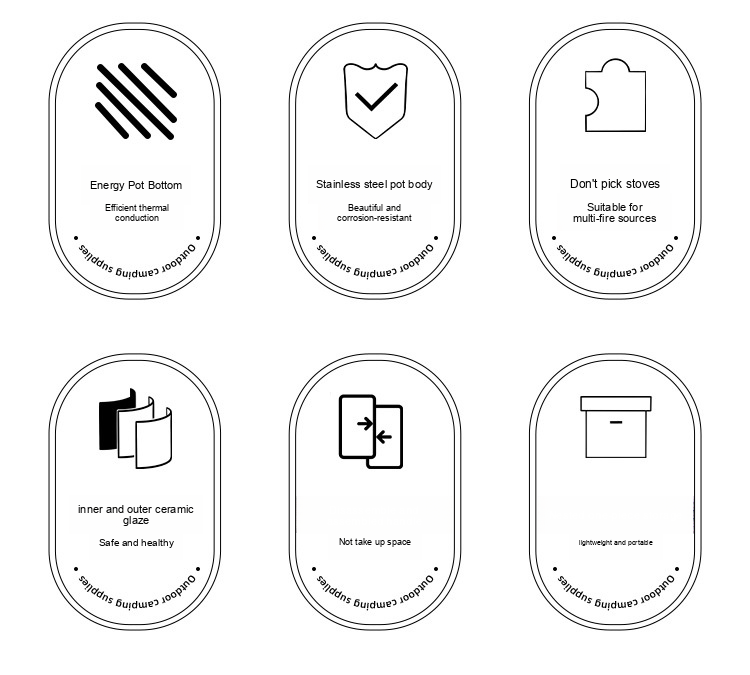 Energy Pot Bottom
Efficient thermal
conduction
Outdoor camping supplies
Stainless steel pot body
Beautiful and
corrosion-resistant
Outdoor camping supplies
Don't pick stoves
Suitable for
multi-fire sources
Outdoor camping supplies
inner and outer ceramic
glaze
Safe and healthy
Outdoor camping supplies
Not take up space
Outdoor camping supplies
lightweight and portable
Outdoor camping supplies